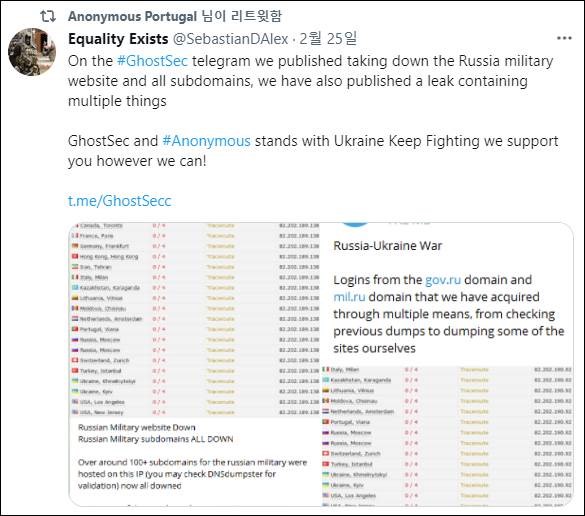 Anonymous Portugal 님이 리트윗함
Equality Exists @SebastianDAlex · 2월 25일
On the #GhostSec telegram we published taking down the Russia military
website and all subdomains, we have also published a leak containing
multiple things
GhostSec and #Anonymous stands with Ukraine Keep Fighting we support
you however we can!
t.me/GhostSecc
Canada, Toronto 0 / 4 Traceroute 82.202.189.138
France, Paris 0 / 4 Traceroute 82.202.189.138
Germany, Frankfurt 0 / 4 Traceroute 82.202.189.138
Hong Kong, Hong Kong 0 / 4 Traceroute 82.202.189.138
Iran, Tehran 0 / 4 Traceroute 82.202.189.138
Italy, Milan 0 / 4 Traceroute 82.202.189.138
Kazakhstan, Karaganda 0 / 4 Traceroute 82.202.189.138
Lithuania, Vilnius 0 / 4 Traceroute 82.202.189.138
Moldova, Chisinau 0 / 4 Traceroute 82.202.189.138
Netherlands, Amsterdam 0 / 4 Traceroute 82.202.189.138
Portugal, Viana 0 / 4 Traceroute 82.202.189.138
Russia, Moscow 0 / 4 Traceroute 82.202.189.138
Russia, Moscow 0 / 4 Traceroute 82.202.189.138
Switzerland, Zurich 0 / 4 Traceroute 82.202.189.138
Turkey, Istanbul 0 / 4 Traceroute 82.202.189.138
Ukraine, Khmelnytskyi 0 / 4 Traceroute 82.202.189.138
Ukraine, Kyiv 0 / 4 Traceroute 82.202.189.138
USA, Los Angeles 0 / 4 Traceroute 82.202.189.138
USA, New Jersey 0 / 4 Traceroute 82.202.189.138
Russian Military website Down
Russian Military subdomains ALL DOWN
Over around 100+ subdomains for the russian military were
hosted on this IP (you may check DNSdumpster for
validation) now all downed
Russia-Ukraine War
Logins from the gov.ru domain and
mil.ru domain that we have acquired
through multiple means, from checking
previous dumps to dumping some of the
sites ourselves
Italy, Milan 0 / 4 Traceroute 82.202.190.92
Kazakhstan, Karaganda 0 / 4 Traceroute 82.202.190.92
Lithuania, Vilnius 0 / 4 Traceroute 82.202.190.92
Moldova, Chisinau 0 / 4 Traceroute 82.202.190.92
Netherlands, Amsterdam 0 / 4 Traceroute 82.202.190.92
Portugal, Viana 0 / 4 Traceroute 82.202.190.92
Russia, Moscow 0 / 4 Traceroute 82.202.190.92
Russia, Moscow 0 / 4 Traceroute 82.202.190.92
Switzerland, Zurich 0 / 4 Traceroute 82.202.190.92
Turkey, Istanbul 0 / 4 Traceroute 82.202.190.92
Ukraine, Khmelnytskyi 0 / 4 Traceroute 82.202.190.92
Ukraine, Kyiv 0 / 4 Traceroute 82.202.190.92
USA, Los Angeles 0 / 4 Traceroute 82.202.190.92
USA, New Jersey 0 / 4 Traceroute 82.202.190.92